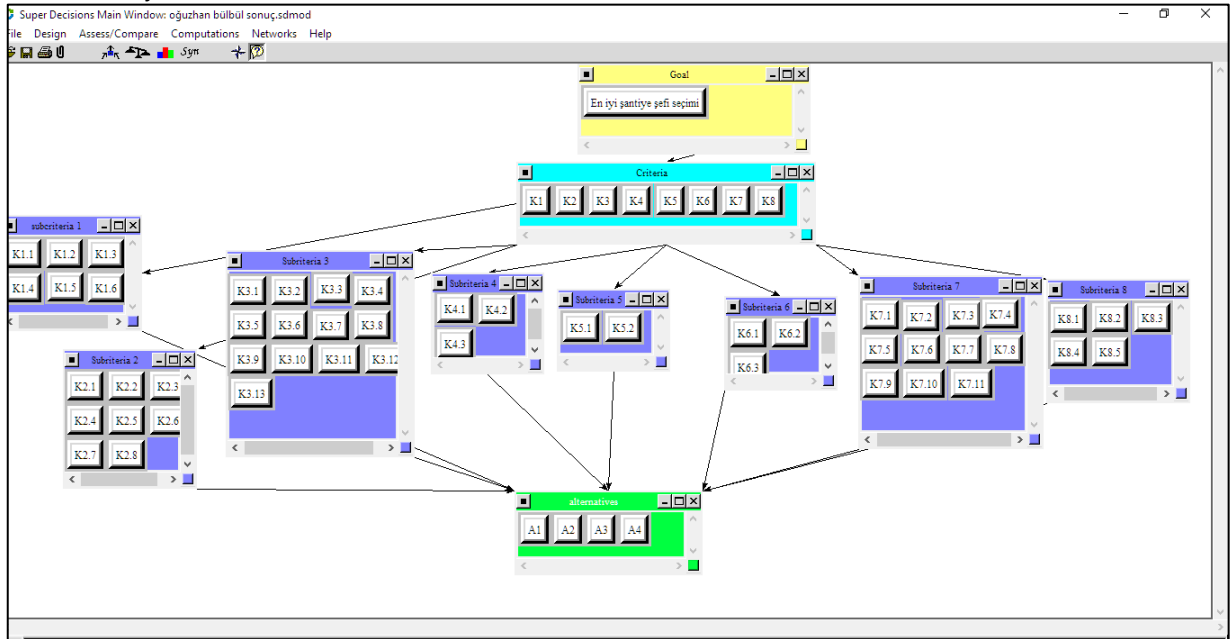 Super Decisions Main Window: oğuzhan bülbül sonuç.sdmod
File Design Assess/Compare Computations Networks Help
Syn
Goal
En iyi şantiye şefi seçimi
Criteria
K1 K2 K3 K4 K5 K6 K7 K8
subcriteria 1
K1.1 K1.2 K1.3
K1.4 K1.5 K1.6
Subcriteria 2
K2.1 K2.2 K2.3
K2.4 K2.5 K2.6
K2.7 K2.8
Subriteria 3
K3.1 K3.2 K3.3 K3.4
K3.5 K3.6 K3.7 K3.8
K3.9 K3.10 K3.11 K3.12
K3.13
Subriteria 4
K4.1 K4.2
K4.3
Subriteria 5
K5.1 K5.2
Subriteria 6
K6.1 K6.2
K6.3
Subriteria 7
K7.1 K7.2 K7.3 K7.4
K7.5 K7.6 K7.7 K7.8
K7.9 K7.10 K7.11
Subriteria 8
K8.1 K8.2 K8.3
K8.4 K8.5
alternatives
A1 A2 A3 A4